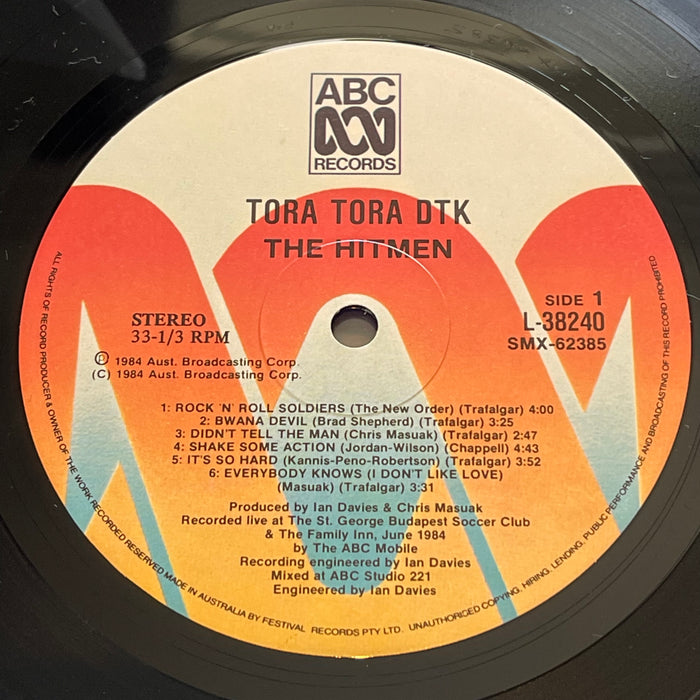 ABC
RECORDS
TORA TORA DTK
THE HITMEN
STEREO
33-1/3 RPM
SIDE 1
L-38240
SMX-62385
Ⓟ 1984 Aust. Broadcasting Corp.
(C) 1984 Aust. Broadcasting Corp.
1: ROCK 'N' ROLL SOLDIERS (The New Order) (Trafalgar) 4:00
2: BWANA DEVIL (Brad Shepherd) (Trafalgar) 3:25
3: DIDN'T TELL THE MAN (Chris Masuak) (Trafalgar) 2:47
4: SHAKE SOME ACTION (Jordan-Wilson) (Chappell) 4:43
5: IT'S SO HARD (Kannis-Peno-Robertson) (Trafalgar) 3:52
6: EVERYBODY KNOWS (I DON'T LIKE LOVE)
(Masuak) (Trafalgar) 3:31
Produced by Ian Davies & Chris Masuak
Recorded live at The St. George Budapest Soccer Club
& The Family Inn, June 1984
by The ABC Mobile
Recording engineered by Ian Davies
Mixed at ABC Studio 221
Engineered by Ian Davies
ALL RIGHTS OF RECORD PRODUCER & OWNER OF THE WORK RECORDED RESERVED MADE IN AUSTRALIA BY FESTIVAL RECORDS PTY LTD. UNAUTHORIZED COPYING, HIRING, LENDING, PUBLIC PERFORMANCE AND BROADCASTING OF THIS RECORD PROHIBITED